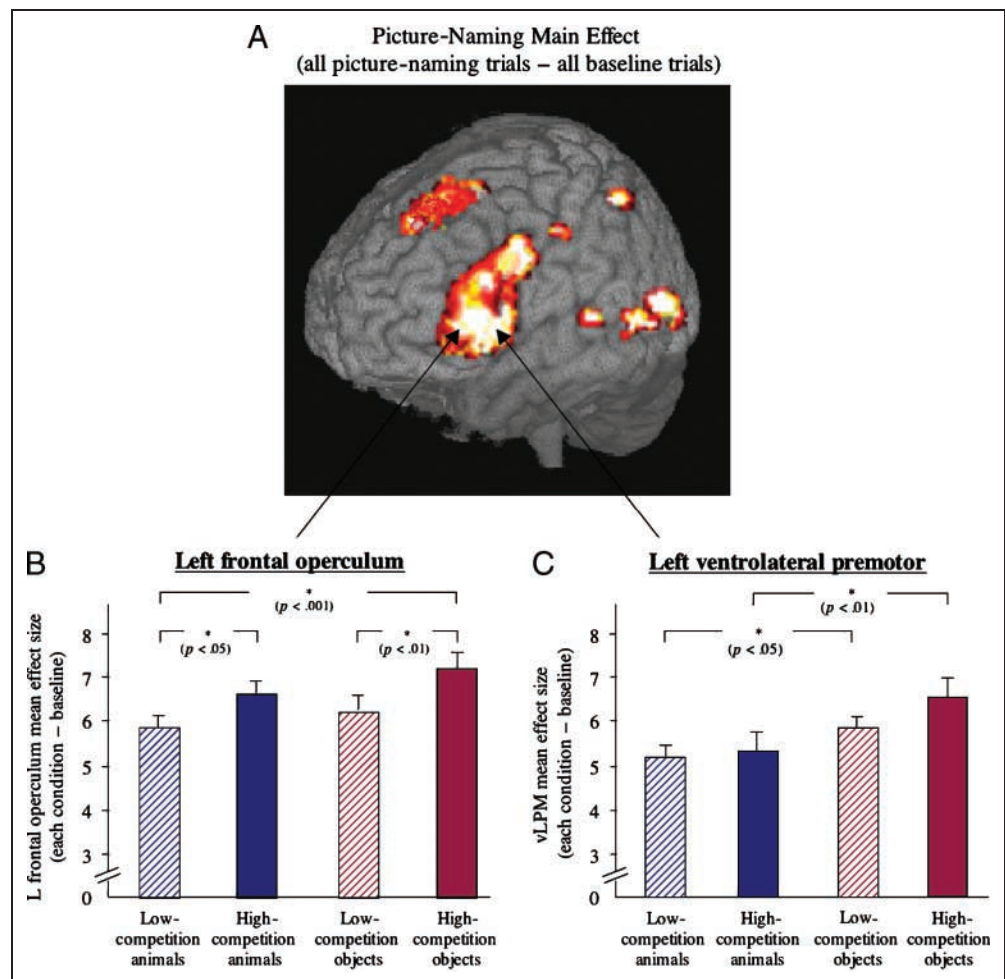 A
Picture-Naming Main Effect
(all picture-naming trials – all baseline trials)
B
Left frontal operculum
*
(p < .001)
*
(p < .05)
*
(p < .01)
L frontal operculum mean effect size
(each condition – baseline)
8
7
6
5
4
3
0
Low-
competition
animals
High-
competition
animals
Low-
competition
objects
High-
competition
objects
C
Left ventrolateral premotor
*
(p < .01)
*
(p < .05)
vLPM mean effect size
(each condition – baseline)
8
7
6
5
4
3
0
Low-
competition
animals
High-
competition
animals
Low-
competition
objects
High-
competition
objects